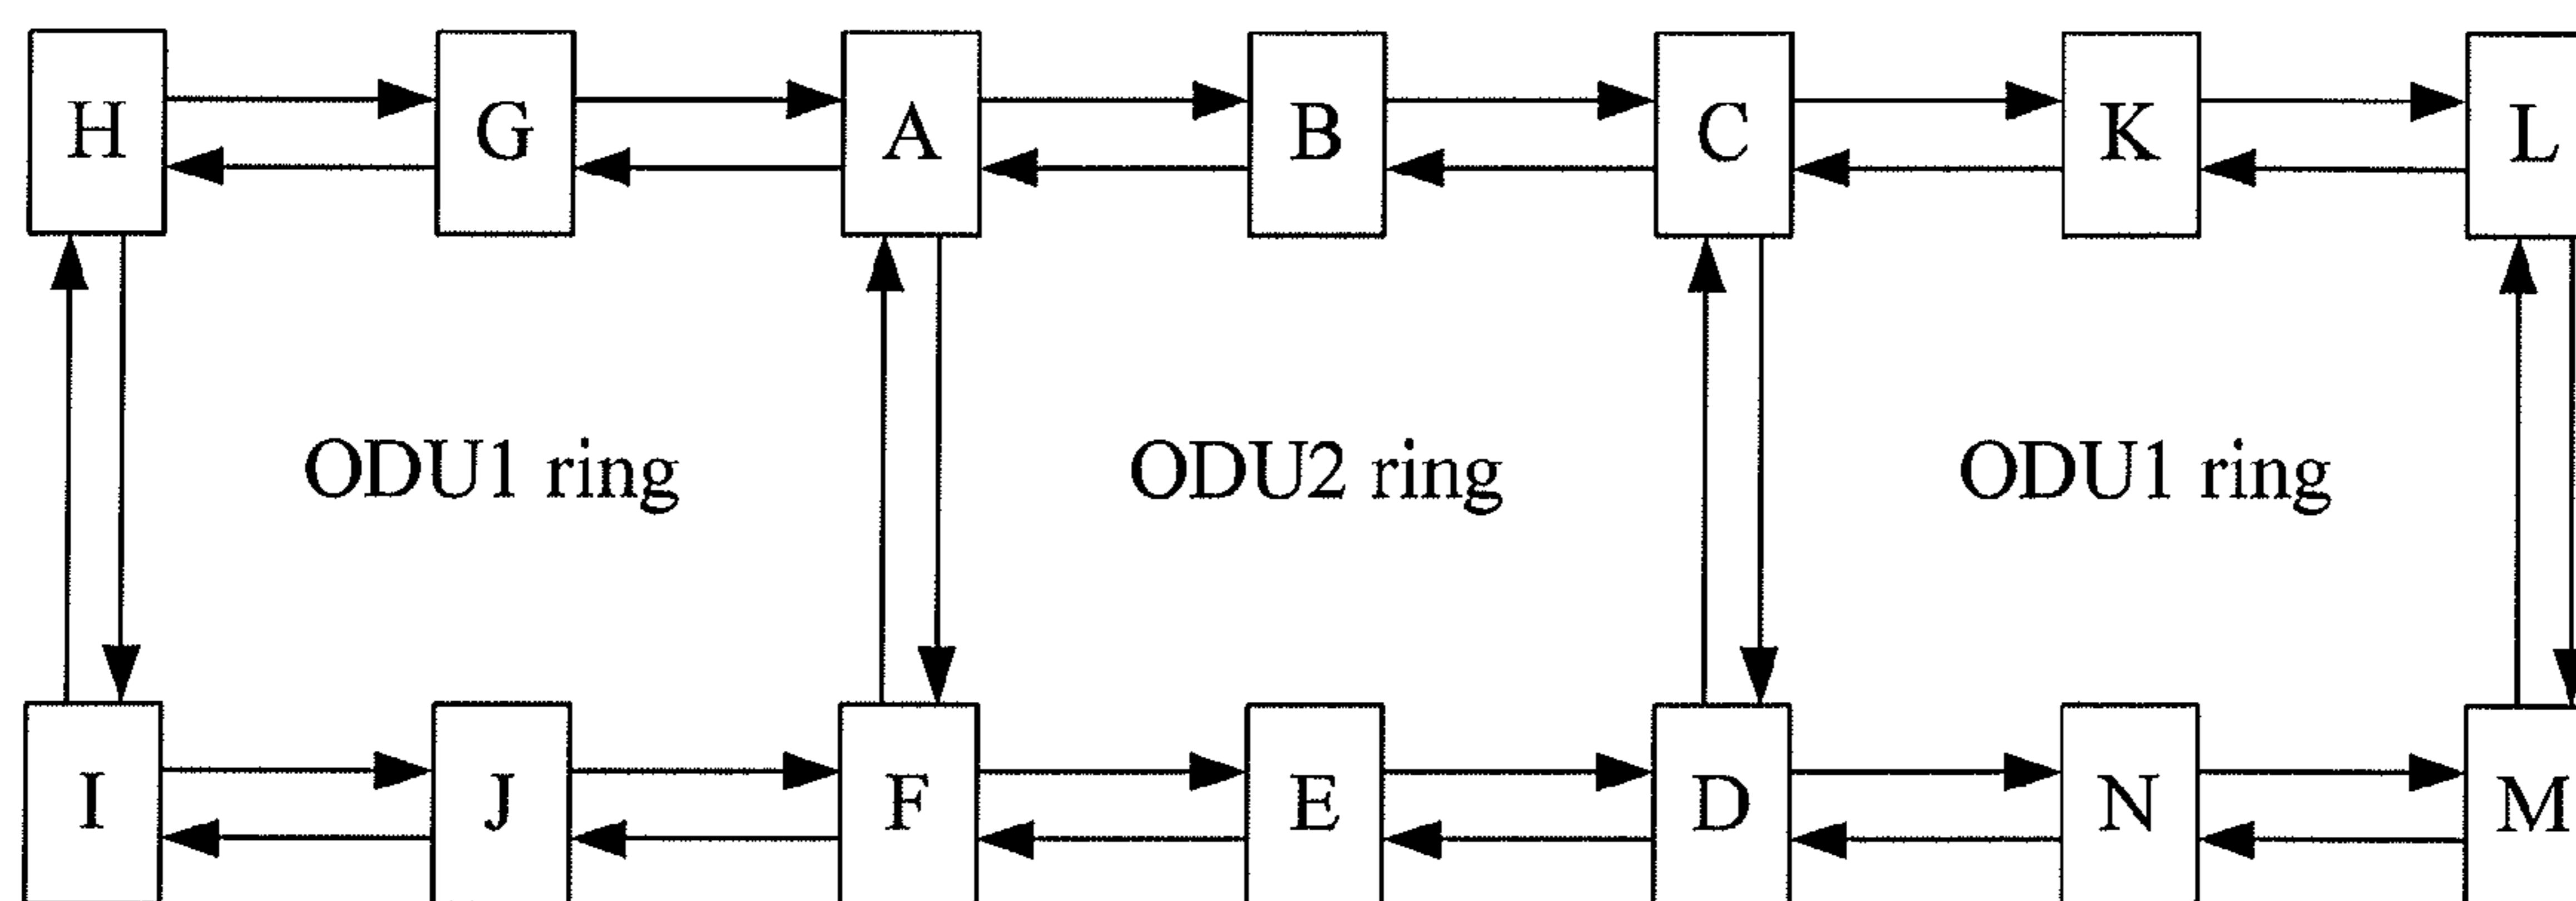 H G A B C K L
ODU1 ring ODU2 ring ODU1 ring
I J F E D N M